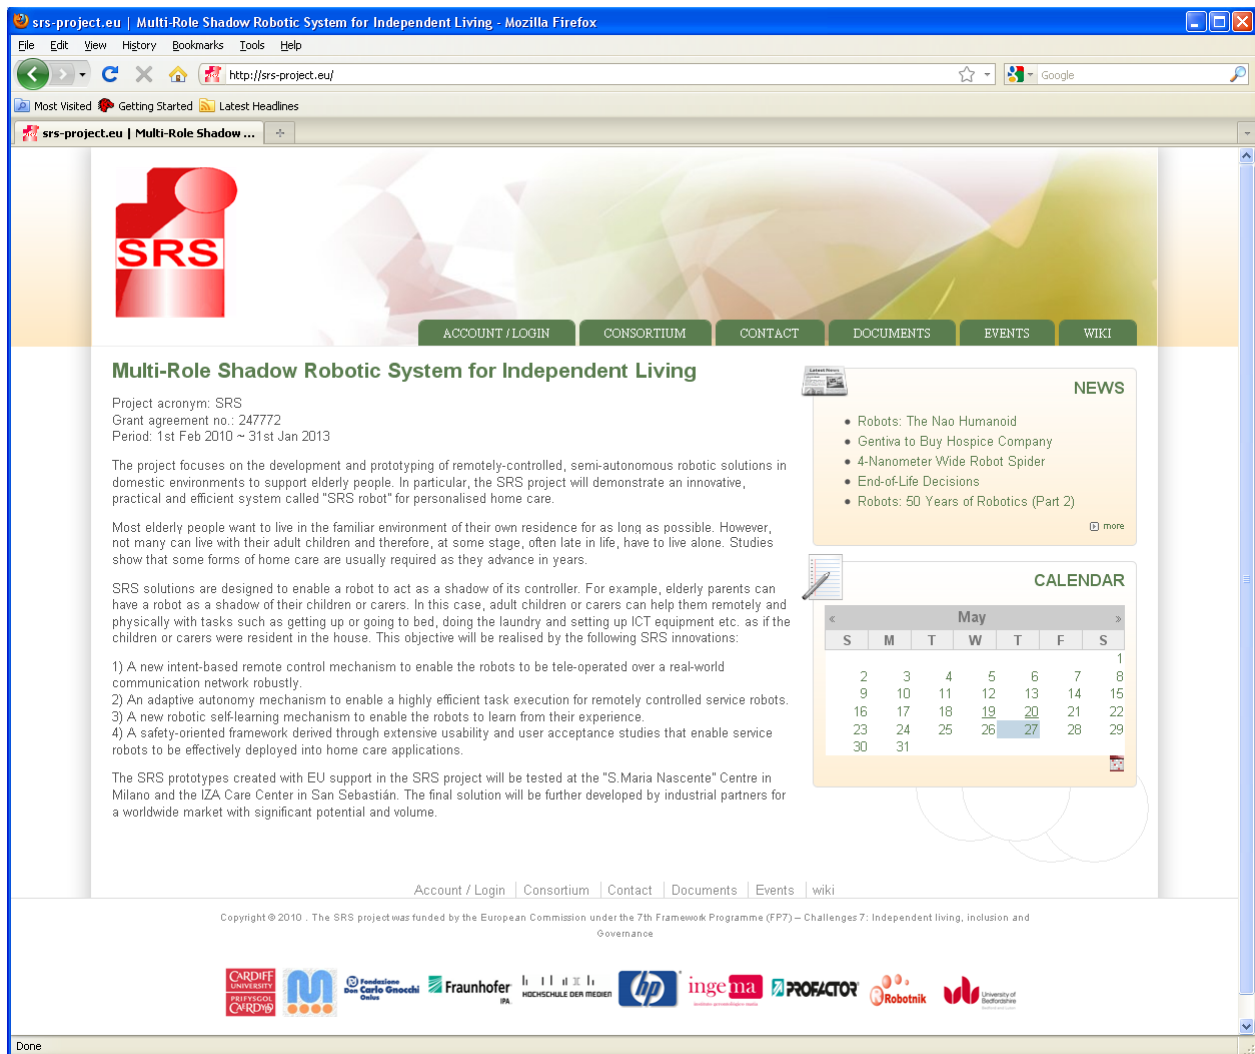 srs-project.eu | Multi-Role Shadow Robotic System for Independent Living - Mozilla Firefox
File Edit View History Bookmarks Tools Help
http://srs-project.eu/
Google
Most Visited Getting Started Latest Headlines
srs-project.eu | Multi-Role Shadow ...
SRS
ACCOUNT / LOGIN CONSORTIUM CONTACT DOCUMENTS EVENTS WIKI
Multi-Role Shadow Robotic System for Independent Living
Project acronym: SRS
Grant agreement no.: 247772
Period: 1st Feb 2010 ~ 31st Jan 2013
The project focuses on the development and prototyping of remotely-controlled, semi-autonomous robotic solutions in
domestic environments to support elderly people. In particular, the SRS project will demonstrate an innovative,
practical and efficient system called "SRS robot" for personalised home care.
Most elderly people want to live in the familiar environment of their own residence for as long as possible. However,
not many can live with their adult children and therefore, at some stage, often late in life, have to live alone. Studies
show that some forms of home care are usually required as they advance in years.
SRS solutions are designed to enable a robot to act as a shadow of its controller. For example, elderly parents can
have a robot as a shadow of their children or carers. In this case, adult children or carers can help them remotely and
physically with tasks such as getting up or going to bed, doing the laundry and setting up ICT equipment etc. as if the
children or carers were resident in the house. This objective will be realised by the following SRS innovations:
1) A new intent-based remote control mechanism to enable the robots to be tele-operated over a real-world
communication network robustly.
2) An adaptive autonomy mechanism to enable a highly efficient task execution for remotely controlled service robots.
3) A new robotic self-learning mechanism to enable the robots to learn from their experience.
4) A safety-oriented framework derived through extensive usability and user acceptance studies that enable service
robots to be effectively deployed into home care applications.
The SRS prototypes created with EU support in the SRS project will be tested at the "S.Maria Nascente" Centre in
Milano and the IZA Care Center in San Sebastián. The final solution will be further developed by industrial partners for
a worldwide market with significant potential and volume.
Latest News
NEWS
Robots: The Nao Humanoid
Gentiva to Buy Hospice Company
4-Nanometer Wide Robot Spider
End-of-Life Decisions
Robots: 50 Years of Robotics (Part 2)
more
CALENDAR
« May »
S M T W T F S
1
2 3 4 5 6 7 8
9 10 11 12 13 14 15
16 17 18 19 20 21 22
23 24 25 26 27 28 29
30 31
Account / Login Consortium Contact Documents Events wiki
Copyright © 2010 . The SRS project was funded by the European Commission under the 7th Framework Programme (FP7) – Challenges 7: Independent living, inclusion and
Governance
CARDIFF
UNIVERSITY
PRIFYSGOL
CAERDYDD
Fondazione
Don Carlo Gnocchi
Onlus
Fraunhofer
IPA
HOCHSCHULE DER MEDIEN
hp
ingema
PROFACTOR
Robotnik
University of
Bedfordshire
Done